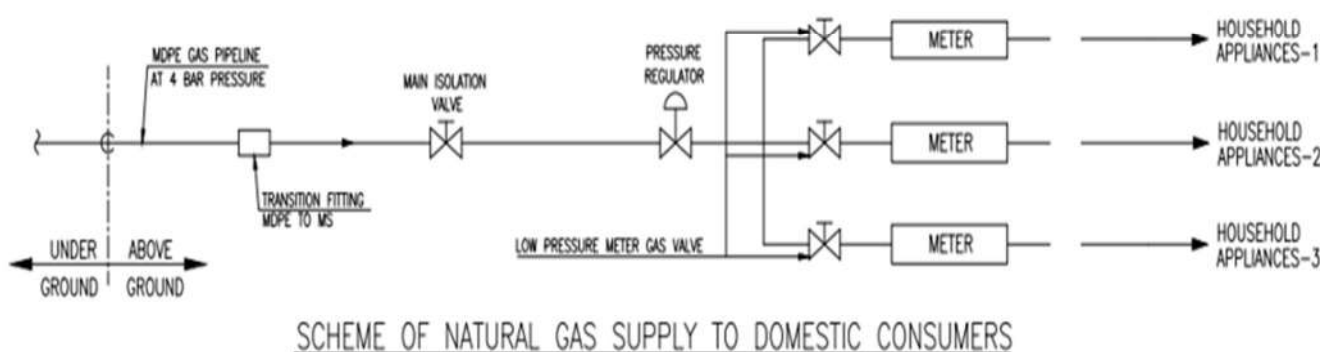 MDPE GAS PIPELINE
AT 4 BAR PRESSURE
MAIN ISOLATION
VALVE
PRESSURE
REGULATOR
METER
HOUSEHOLD
APPLIANCES-1
METER
HOUSEHOLD
APPLIANCES-2
TRANSITION FITTING
MDPE TO MS
LOW PRESSURE METER GAS VALVE
METER
HOUSEHOLD
APPLIANCES-3
UNDER ABOVE
GROUND GROUND
SCHEME OF NATURAL GAS SUPPLY TO DOMESTIC CONSUMERS